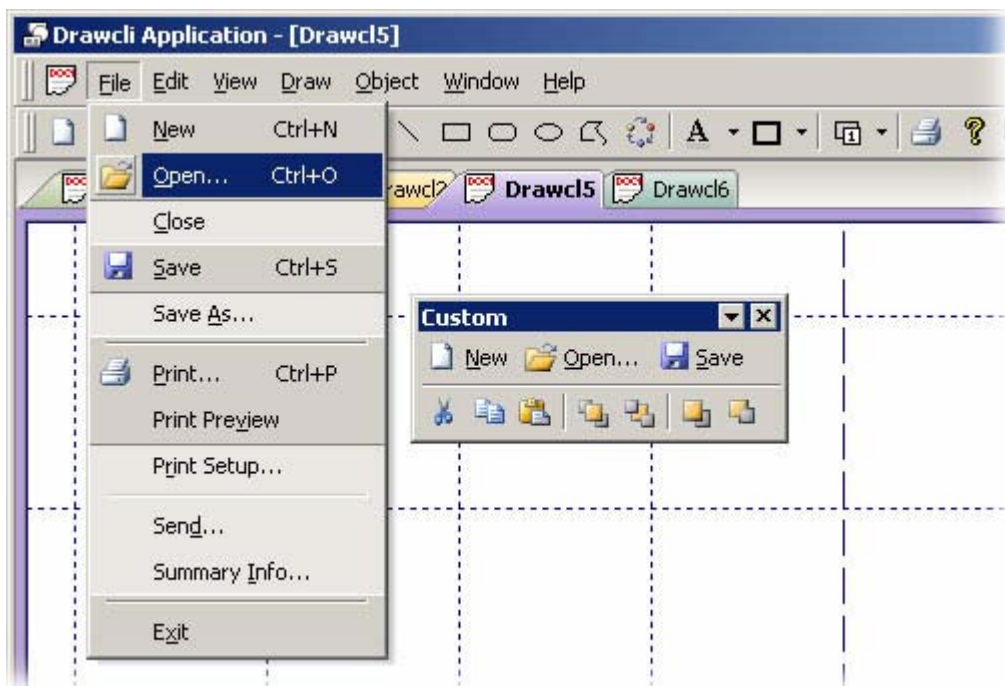 Drawcli Application - [Drawcl5]
File Edit View Draw Object Window Help
A 1 ?
rawcl2 Drawcl5 Drawcl6
New Ctrl+N
Open... Ctrl+O
Close
Save Ctrl+S
Save As...
Print... Ctrl+P
Print Preview
Print Setup...
Send...
Summary Info...
Exit
Custom
New Open... Save